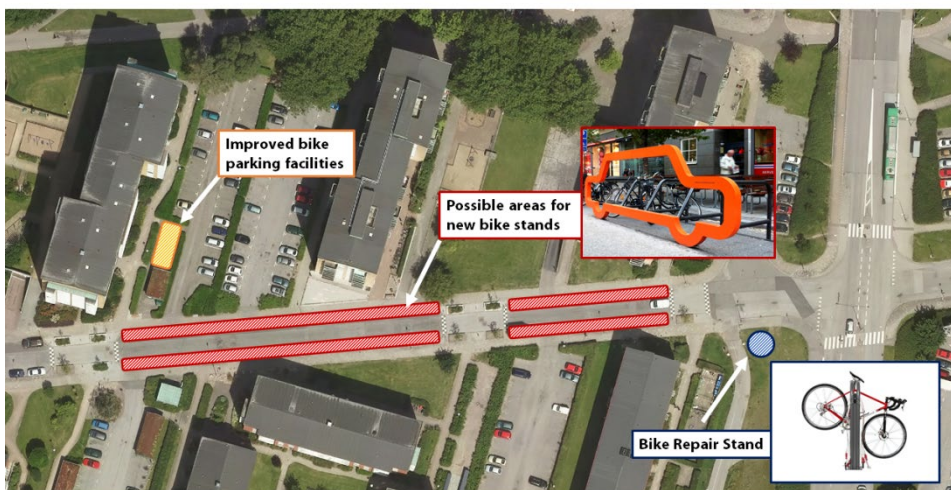 Improved bike
parking facilities
Possible areas for
new bike stands
Bike Repair Stand